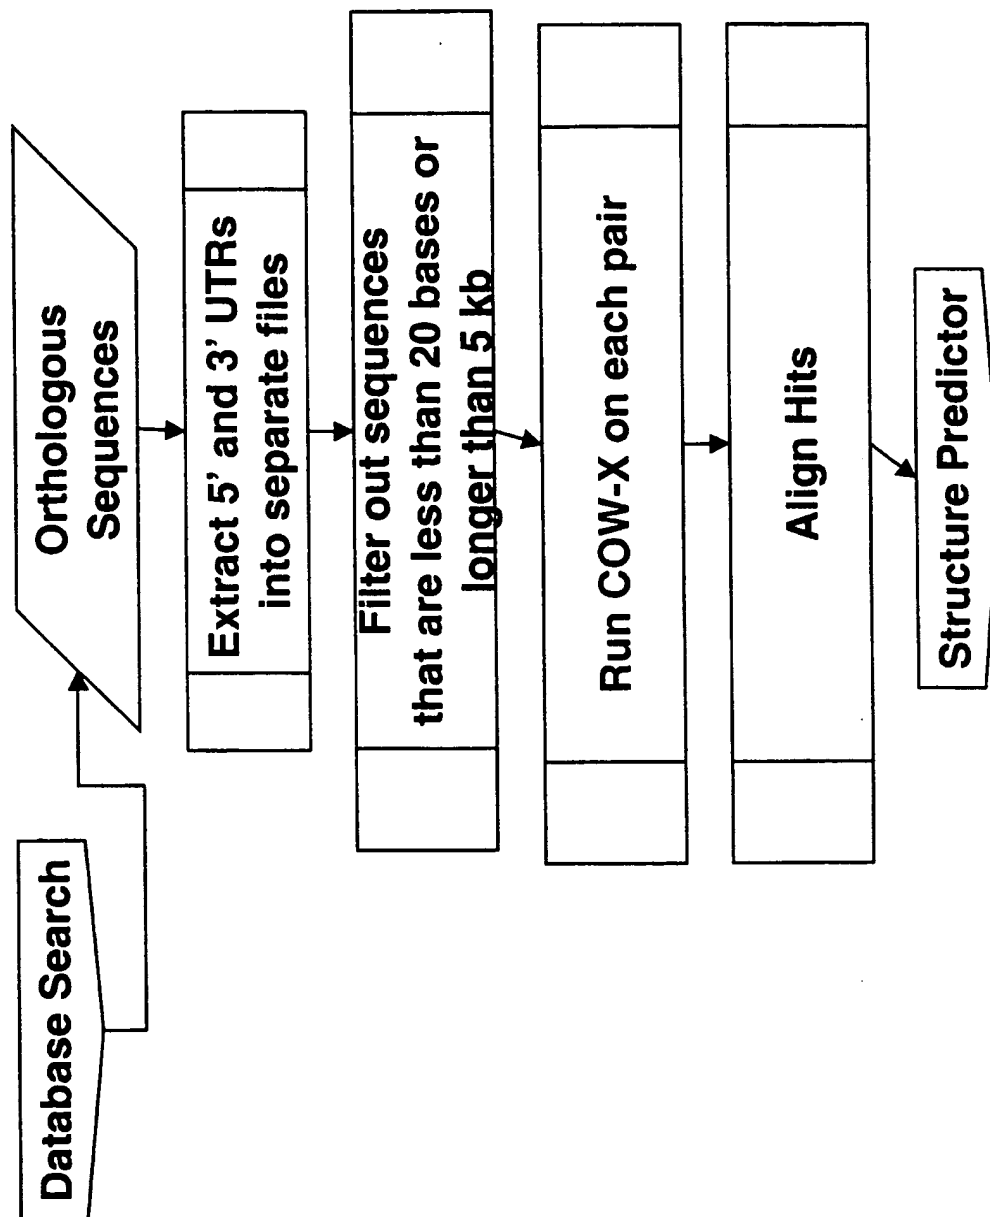 Database Search
Orthologous
Sequences
Extract 5’ and 3’ UTRs
into separate files
Filter out sequences
that are less than 20 bases or
longer than 5 kb
Run COW-X on each pair
Align Hits
Structure Predictor